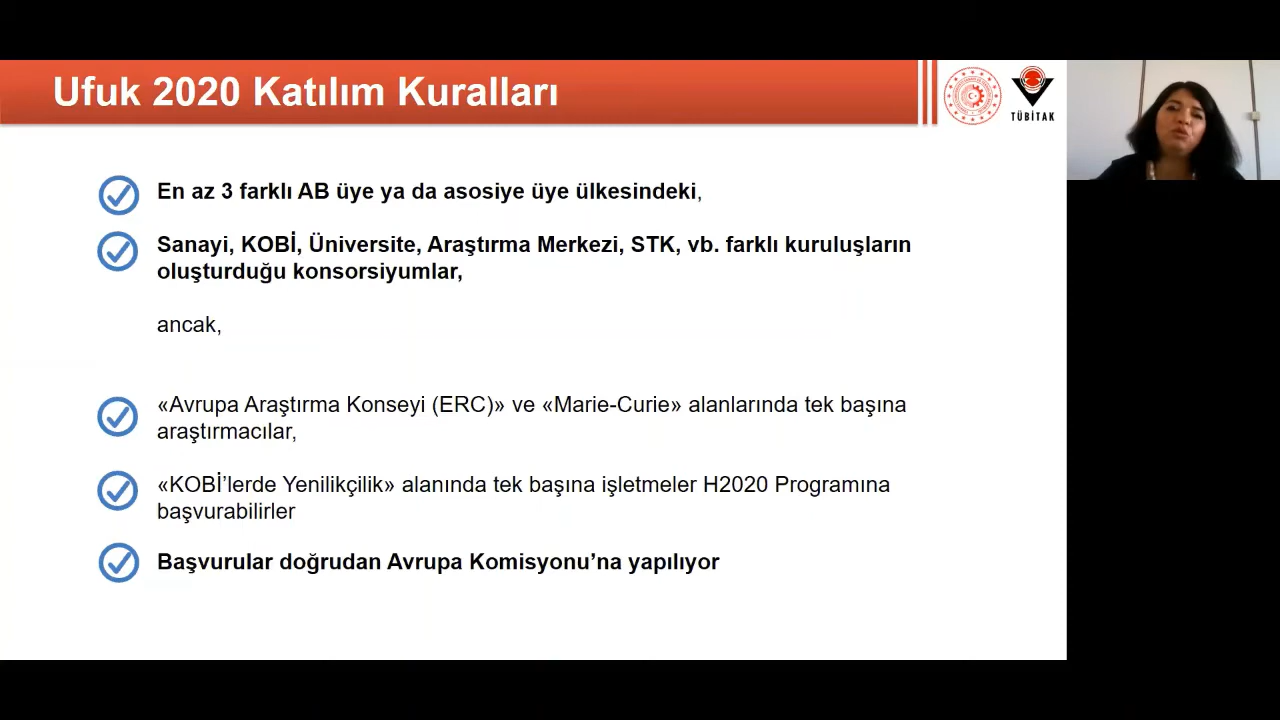 Ufuk 2020 Katılım Kuralları
TÜBİTAK
En az 3 farklı AB üye ya da asosiye üye ülkesindeki,
Sanayi, KOBİ, Üniversite, Araştırma Merkezi, STK, vb. farklı kuruluşların
oluşturduğu konsorsiyumlar,
ancak,
«Avrupa Araştırma Konseyi (ERC)» ve «Marie-Curie» alanlarında tek başına
araştırmacılar,
«KOBİ’lerde Yenilikçilik» alanında tek başına işletmeler H2020 Programına
başvurabilirler
Başvurular doğrudan Avrupa Komisyonu’na yapılıyor